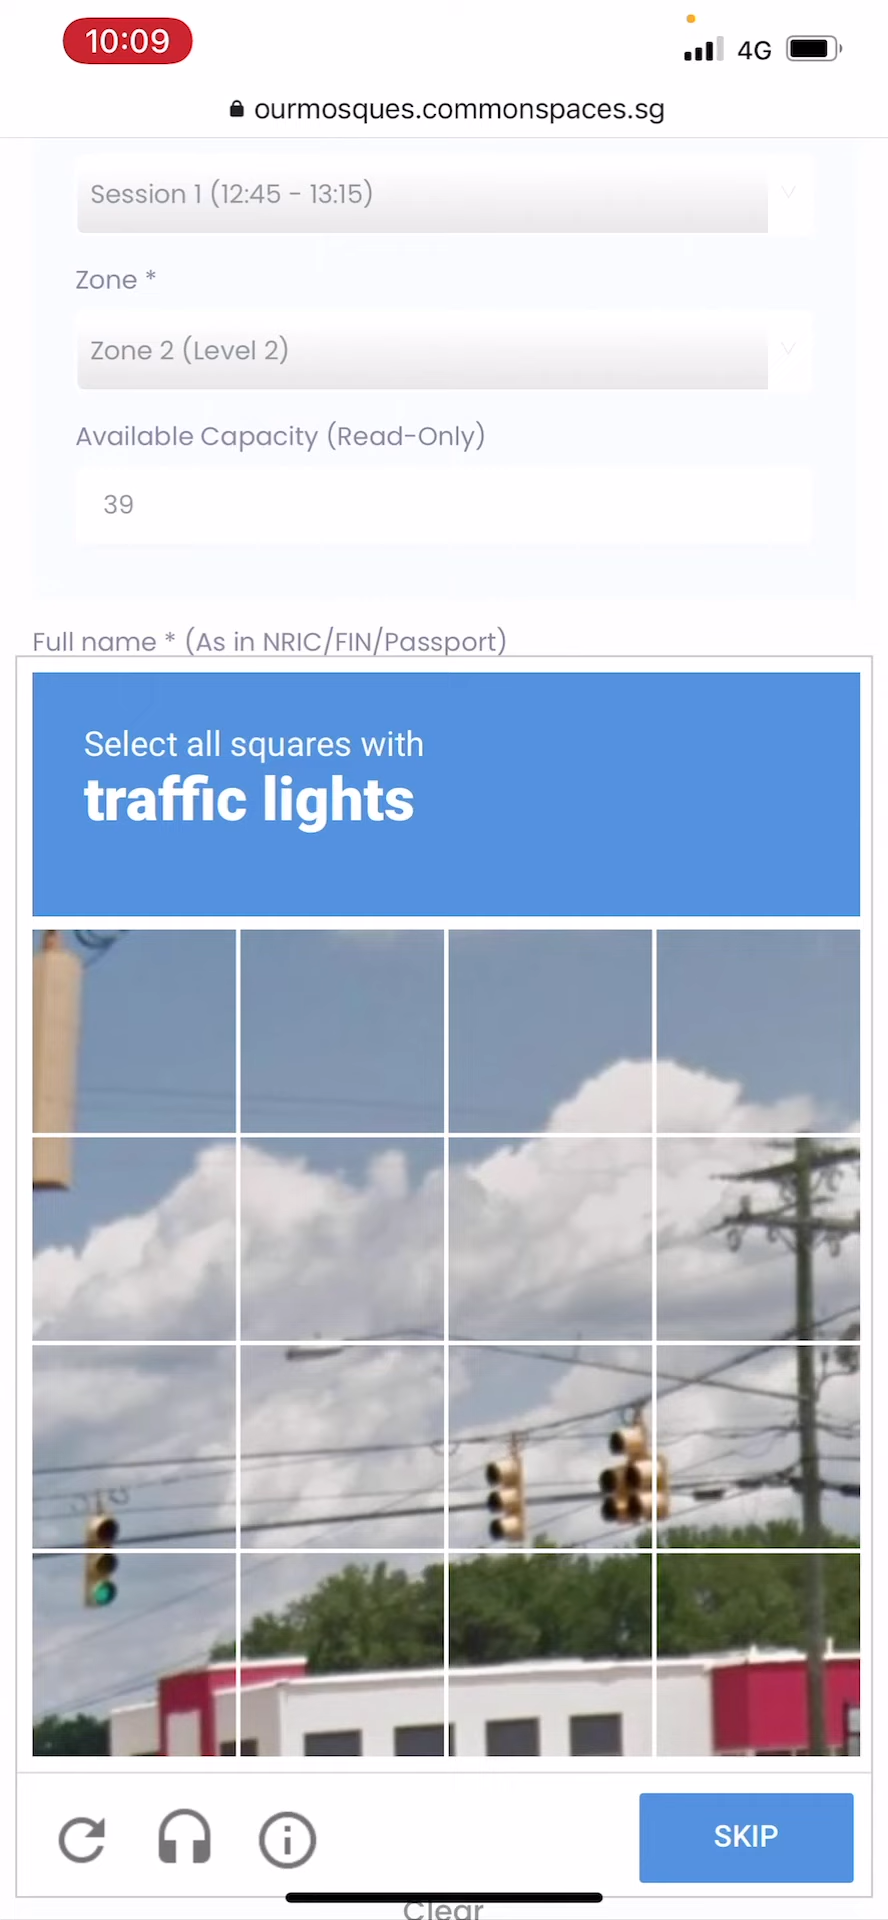 10:09
4G
ourmosques.commonspaces.sg
Session 1 (12:45 - 13:15)
Zone *
Zone 2 (Level 2)
Available Capacity (Read-Only)
39
Full name * (As in NRIC/FIN/Passport)
Select all squares with
traffic lights
SKIP
Clear